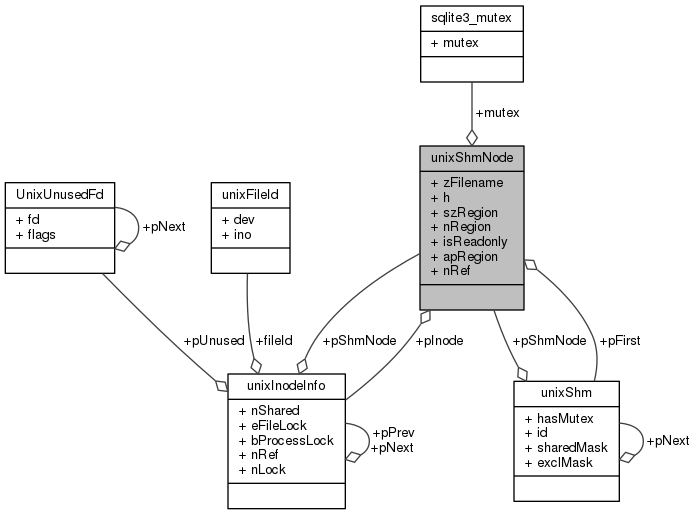 sqlite3_mutex
+ mutex
+mutex
unixShmNode
+ zFilename
+ h
+ szRegion
+ nRegion
+ isReadonly
+ apRegion
+ nRef
UnixUnusedFd
+ fd
+ flags
+pNext
unixFileId
+ dev
+ ino
+pUnused
+fileId
+pShmNode
+pInode
+pShmNode
+pFirst
unixInodeInfo
+ nShared
+ eFileLock
+ bProcessLock
+ nRef
+ nLock
+pPrev
+pNext
unixShm
+ hasMutex
+ id
+ sharedMask
+ exclMask
+pNext